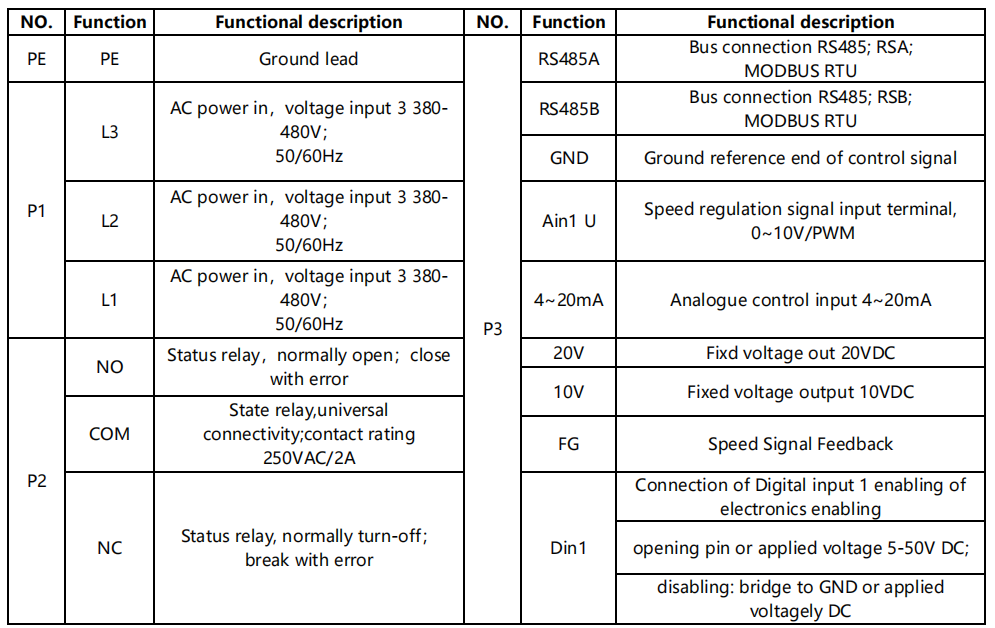 NO. Function Functional description NO. Function Functional description
PE PE Ground lead
P1
L3
AC power in，voltage input 3 380-
480V；
50/60Hz
L2
AC power in，voltage input 3 380-
480V；
50/60Hz
L1
AC power in，voltage input 3 380-
480V；
50/60Hz
P2
NO
Status relay，normally open；close
with error
COM
State relay,universal
connectivity;contact rating
250VAC/2A
NC
Status relay, normally turn-off；
break with error
P3
RS485A
Bus connection RS485; RSA;
MODBUS RTU
RS485B
Bus connection RS485; RSB;
MODBUS RTU
GND Ground reference end of control signal
Ain1 U
Speed regulation signal input terminal,
0~10V/PWM
4~20mA Analogue control input 4~20mA
20V Fixd voltage out 20VDC
10V Fixed voltage output 10VDC
FG Speed Signal Feedback
Din1
Connection of Digital input 1 enabling of
electronics enabling
opening pin or applied voltage 5-50V DC;
disabling: bridge to GND or applied
voltagely DC